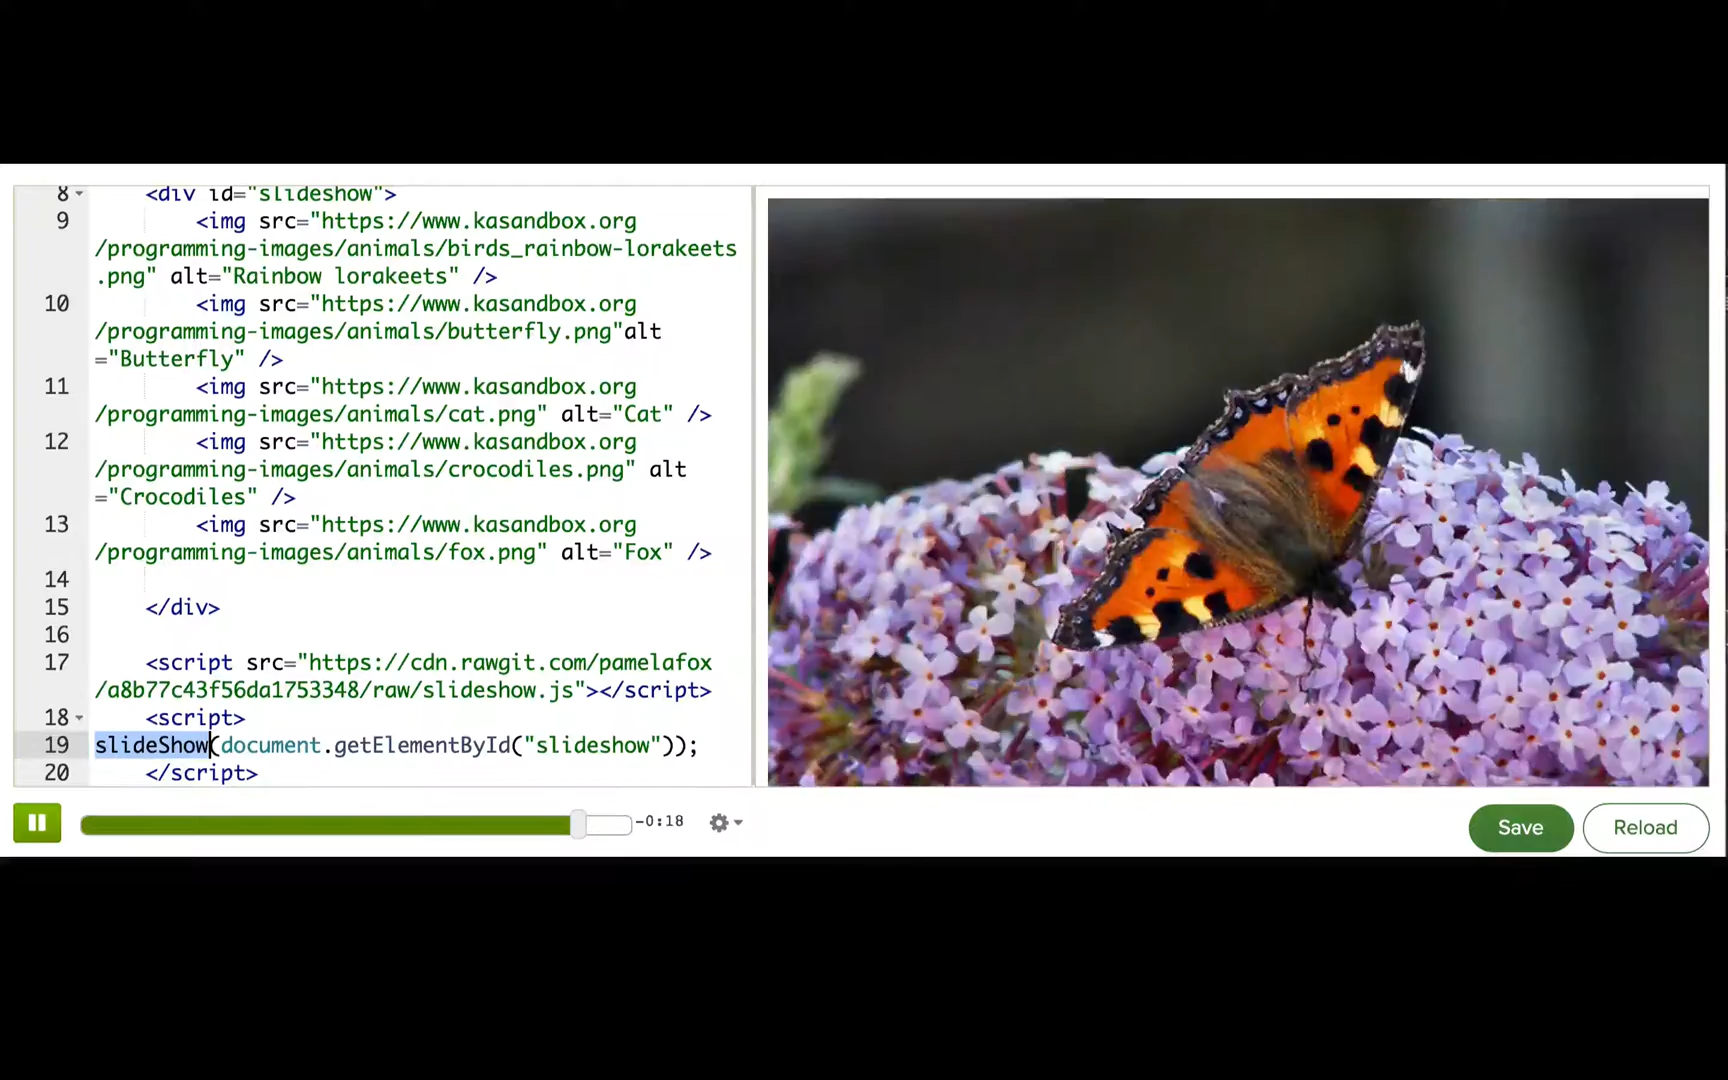 8 <div id="slideshow">
9 <img src="https://www.kasandbox.org
/programming-images/animals/birds_rainbow-lorakeets
.png" alt="Rainbow lorakeets" />
10 <img src="https://www.kasandbox.org
/programming-images/animals/butterfly.png"alt
="Butterfly" />
11 <img src="https://www.kasandbox.org
/programming-images/animals/cat.png" alt="Cat" />
12 <img src="https://www.kasandbox.org
/programming-images/animals/crocodiles.png" alt
="Crocodiles" />
13 <img src="https://www.kasandbox.org
/programming-images/animals/fox.png" alt="Fox" />
14
15 </div>
16
17 <script src="https://cdn.rawgit.com/pamelafox
/a8b77c43f56da1753348/raw/slideshow.js"></script>
18 <script>
19 slideShow(document.getElementById("slideshow"));
20 </script>
-0:18
Save
Reload